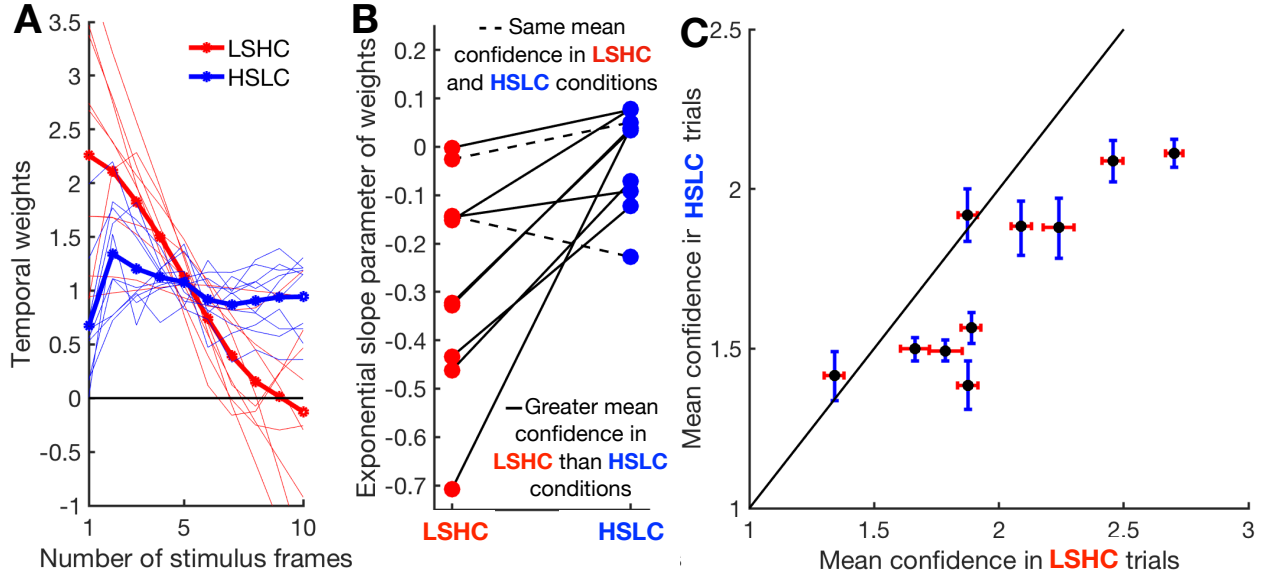 A
3.5
3
2.5
2
1.5
1
0.5
0
-0.5
-1
1
5
10
Temporal weights
Number of stimulus frames
LSHC
HSLC
B
0.2
0.1
0
-0.1
-0.2
-0.3
-0.4
-0.5
-0.6
-0.7
Exponential slope parameter of weights
-- Same mean
confidence in LSHC
and HSLC conditions
—Greater mean
confidence in
LSHC than HSLC
conditions
LSHC
HSLC
C
2.5
2
1.5
1
1
1.5
2
2.5
3
Mean confidence ir HSLC trials
Mean confidence in LSHC trials